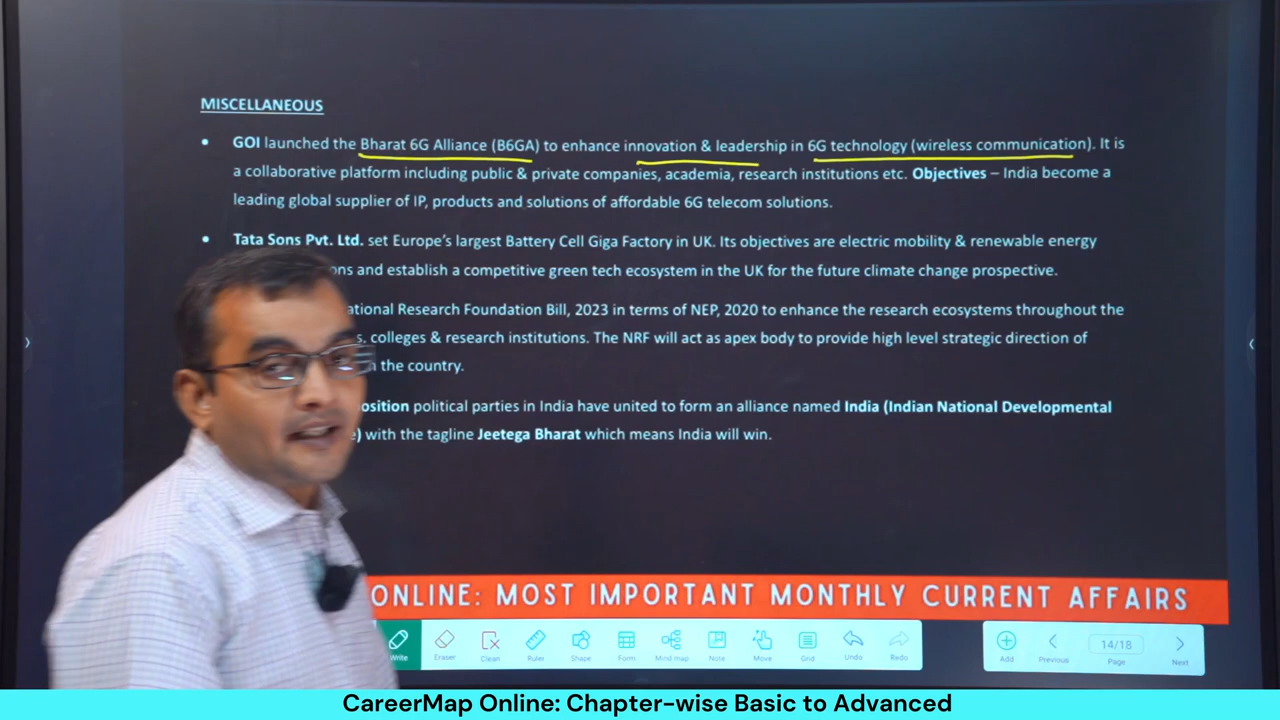 MISCELLANEOUS
• GOI launched the Bharat 6G Alliance (B6GA) to enhance innovation & leadership in 6G technology (wireless communication). It is
a collaborative platform including public & private companies, academia, research institutions etc. Objectives – India become a
leading global supplier of IP, products and solutions of affordable 6G telecom solutions.
• Tata Sons Pvt. Ltd. set Europe's largest Battery Cell Giga Factory in UK. Its objectives are electric mobility & renewable energy
ons and establish a competitive green tech ecosystem in the UK for the future climate change prospective.
ational Research Foundation Bill, 2023 in terms of NEP, 2020 to enhance the research ecosystems throughout the
s, colleges & research institutions. The NRF will act as apex body to provide high level strategic direction of
the country.
osition political parties in India have united to form an alliance named India (Indian National Developmental
e) with the tagline Jeetega Bharat which means India will win.
ONLINE: MOST IMPORTANT MONTHLY CURRENT AFFAIRS
Write Eraser Clean Ruler Shape Form Mind map Note Move Grid Undo Redo Add Previous 14/18 Page Next
CareerMap Online: Chapter-wise Basic to Advanced